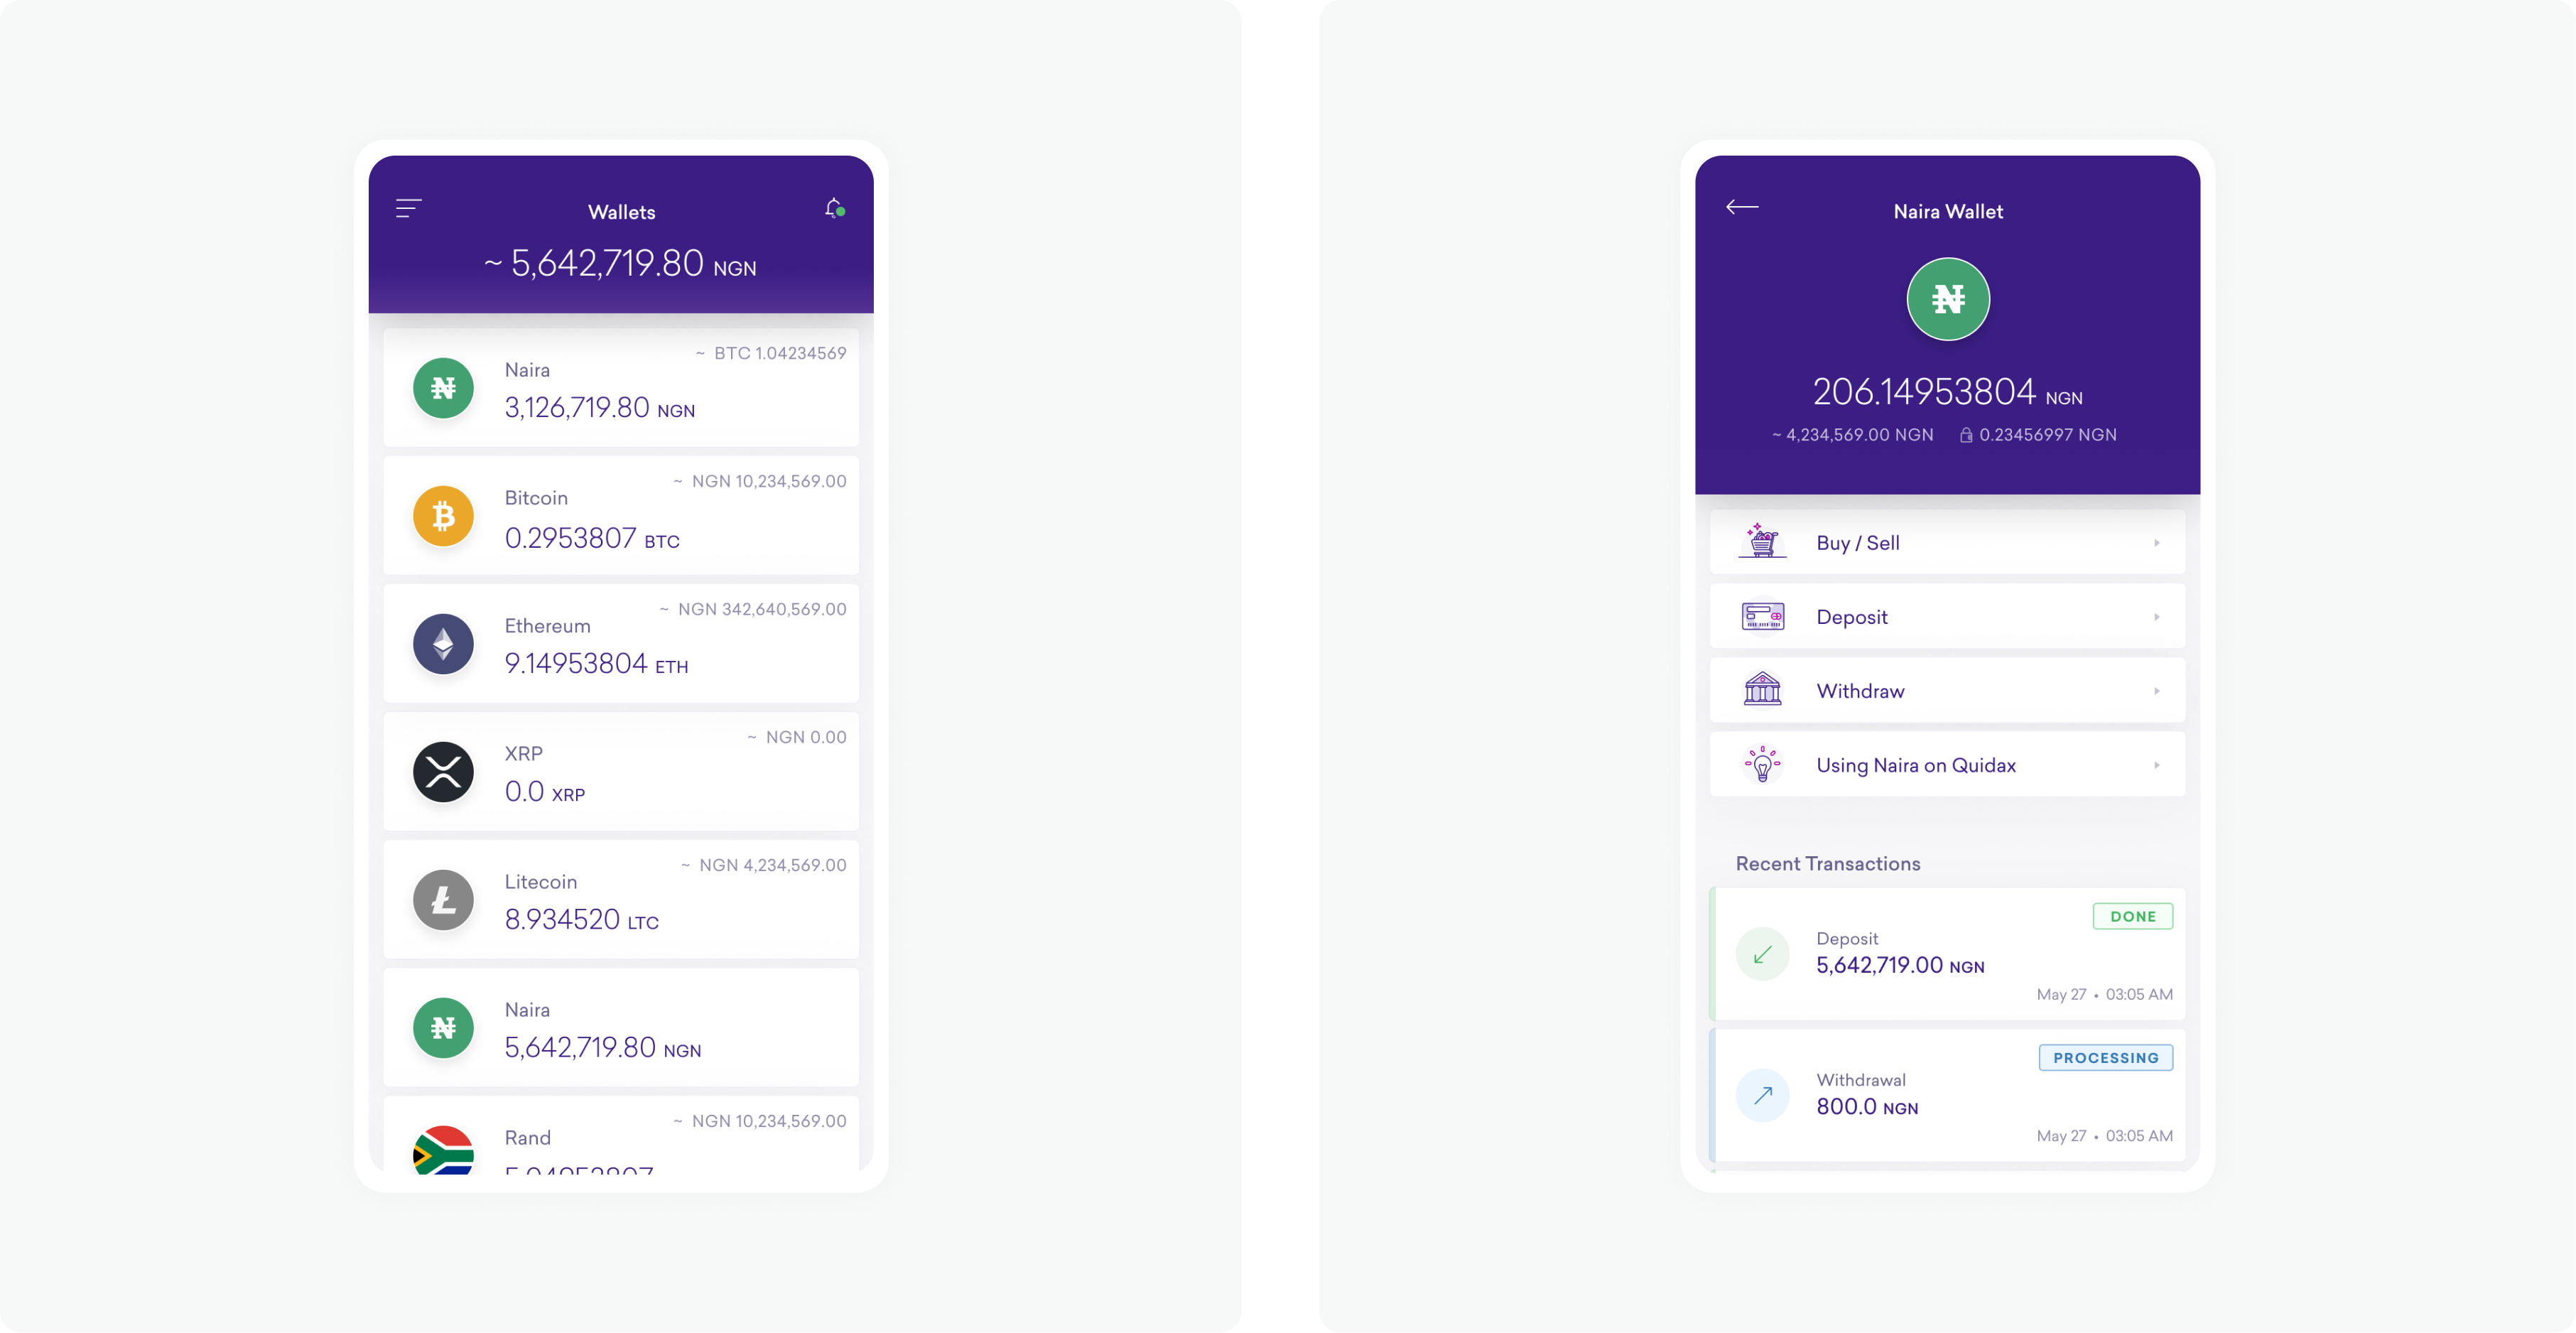 Wallets
~ 5,642,719.80 NGN
~ BTC 1.04234569
Naira
3,126,719.80 NGN
~ NGN 10,234,569.00
Bitcoin
0.2953807 BTC
~ NGN 342,640,569.00
Ethereum
9.14953804 ETH
~ NGN 0.00
XRP
0.0 XRP
~ NGN 4,234,569.00
Litecoin
8.934520 LTC
Naira
5,642,719.80 NGN
~ NGN 10,234,569.00
Rand
Naira Wallet
206.14953804 NGN
~ 4,234,569.00 NGN 0.23456997 NGN
Buy / Sell
Deposit
Withdraw
Using Naira on Quidax
Recent Transactions
DONE
Deposit
5,642,719.00 NGN
May 27 • 03:05 AM
PROCESSING
Withdrawal
800.0 NGN
May 27 • 03:05 AM